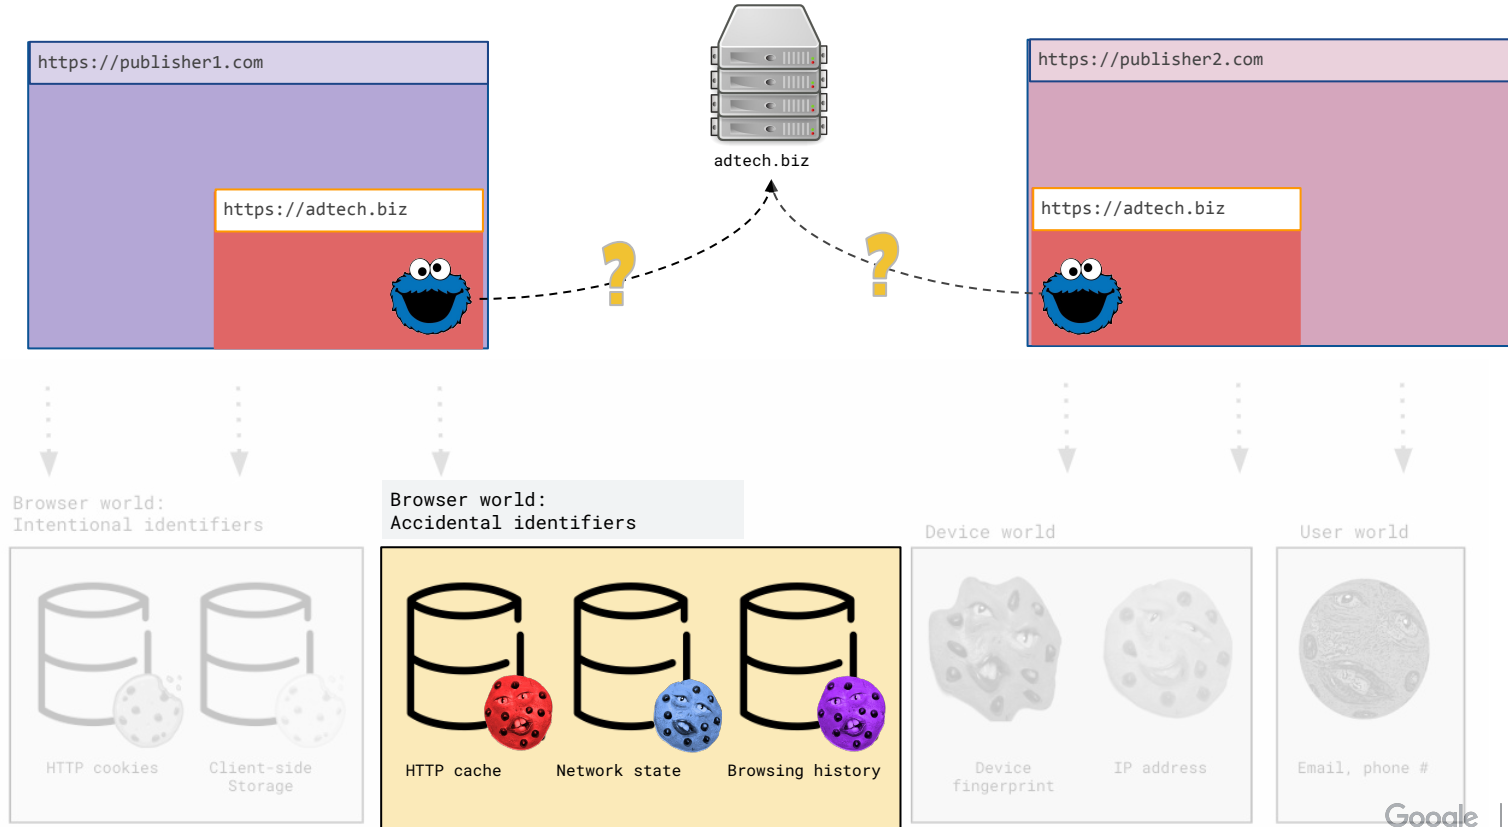 https://publisher1.com
https://publisher2.com
adtech.biz
https://adtech.biz
https://adtech.biz
?
?
Browser world:
Intentional identifiers
Browser world:
Accidental identifiers
Device world
User world
HTTP cookies
Client-side
Storage
HTTP cache
Network state
Browsing history
Device
fingerprint
IP address
Email, phone #
Google